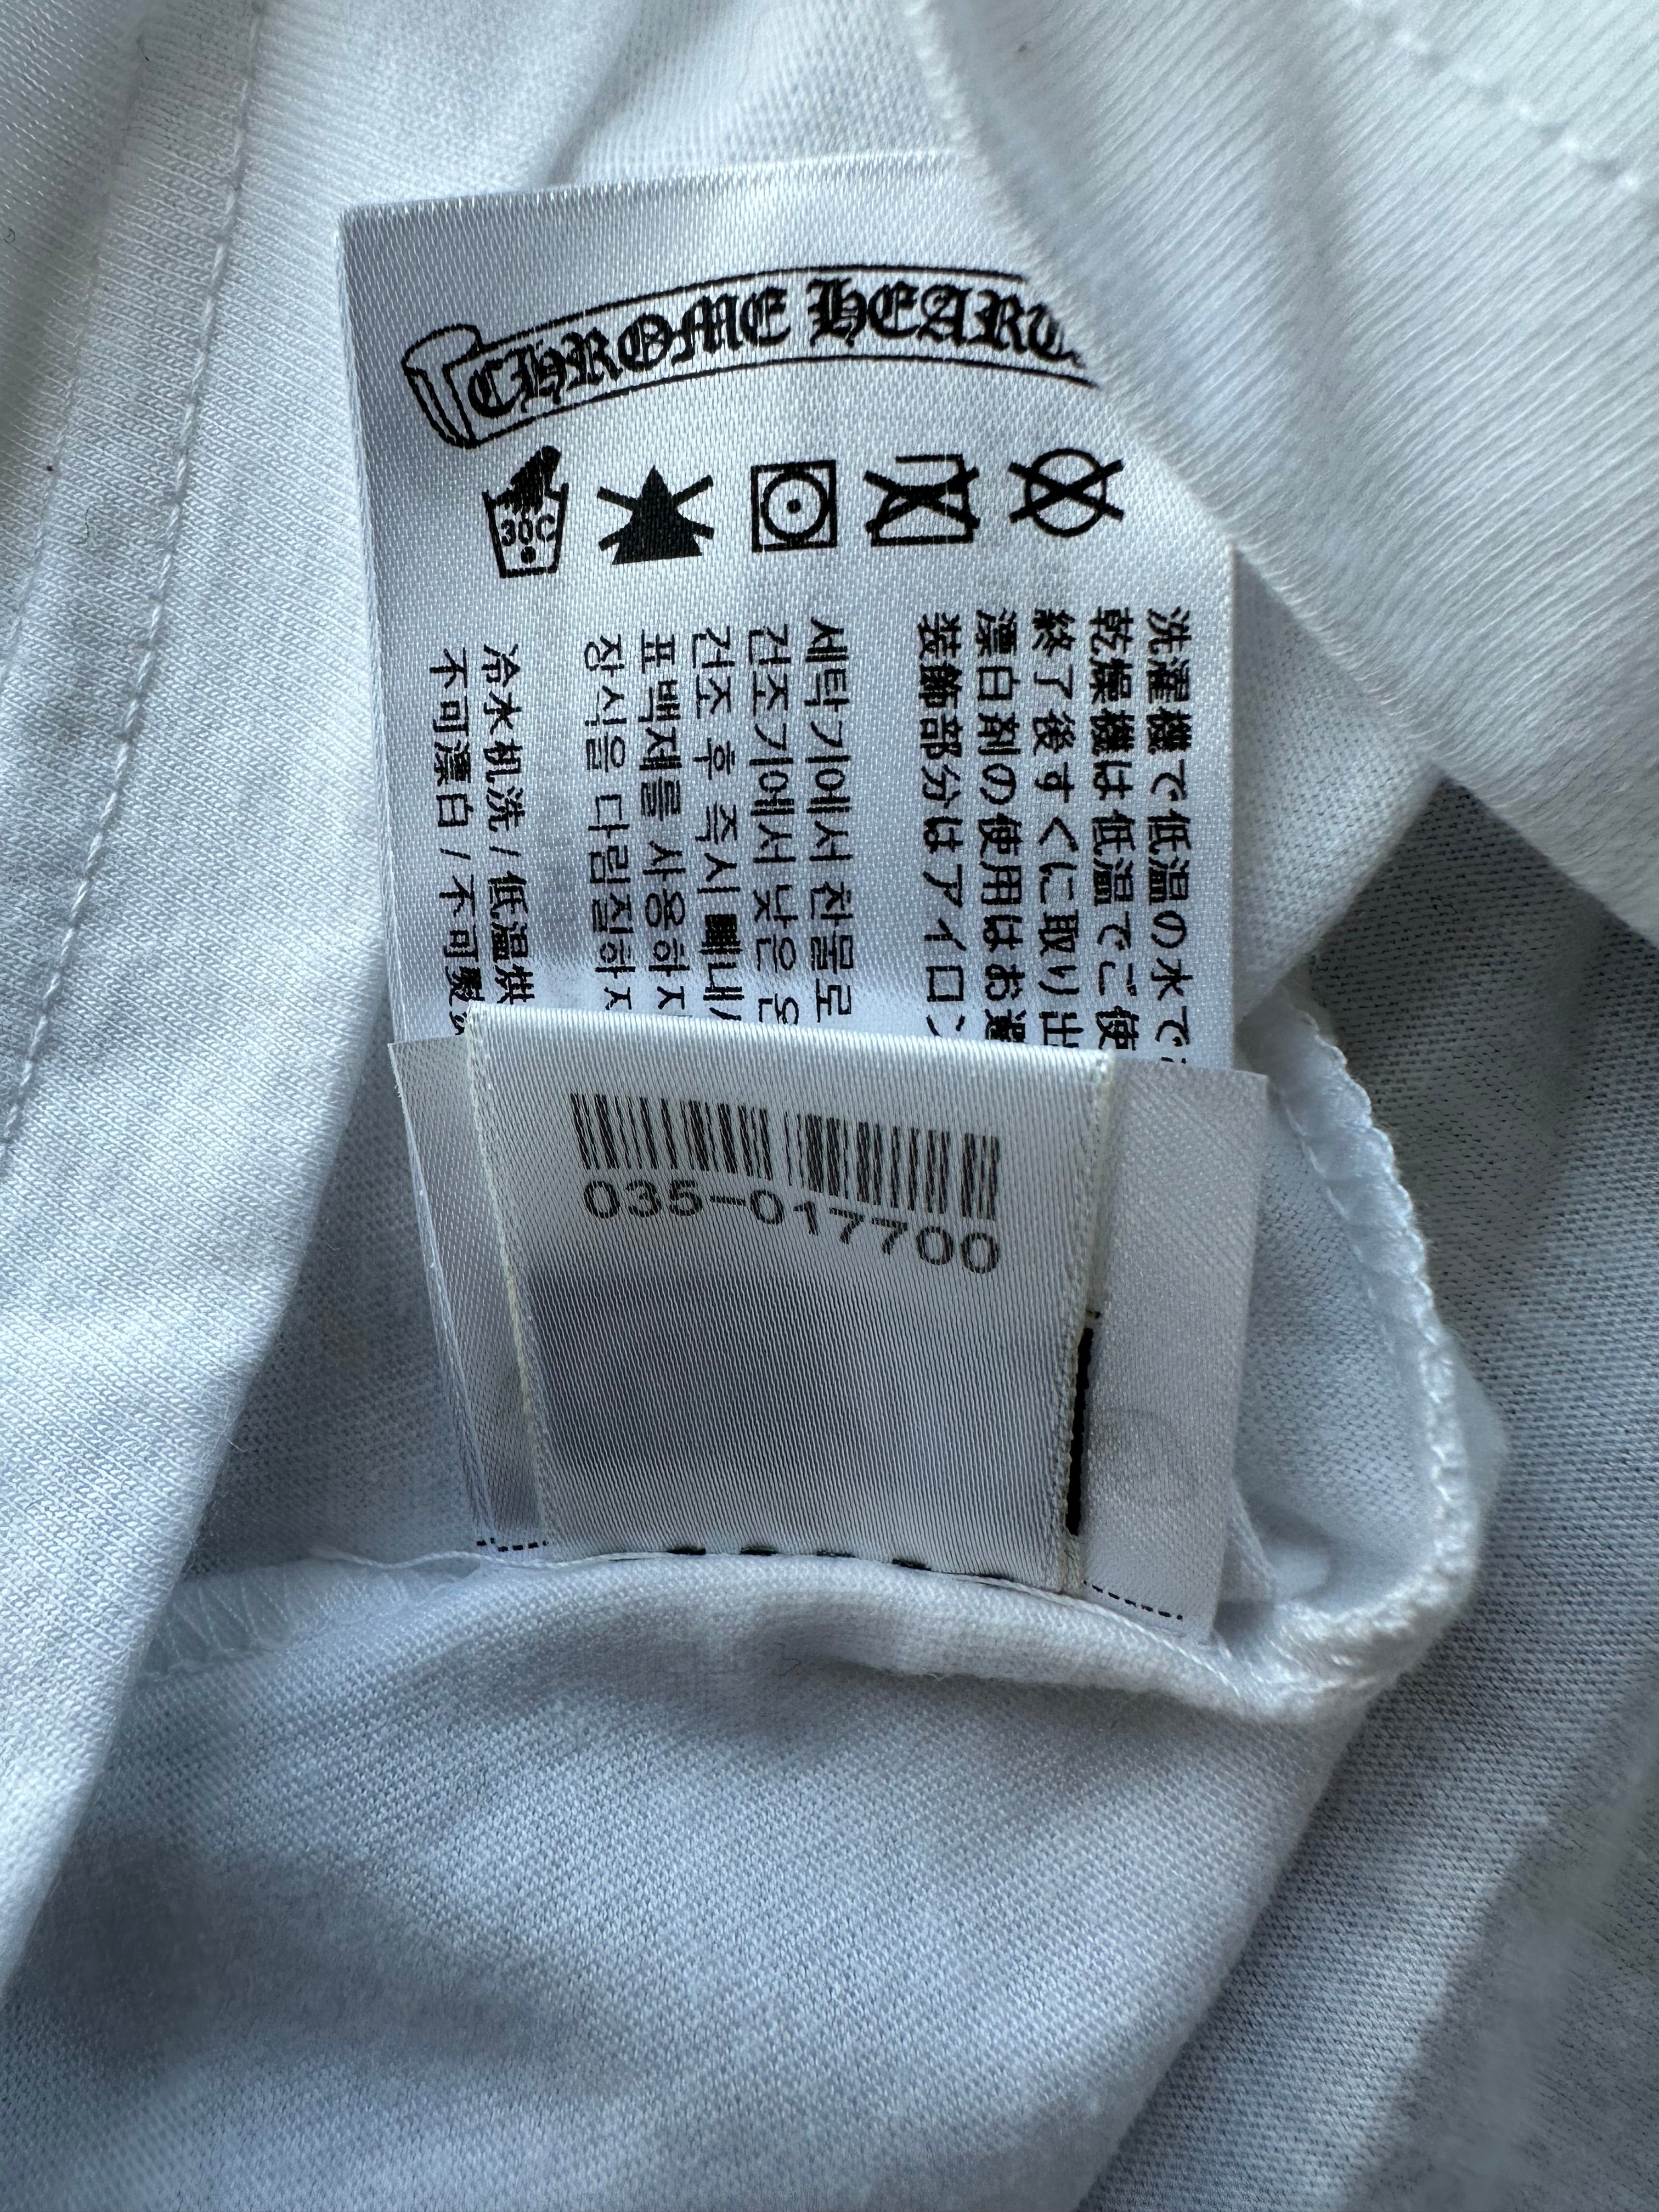 CHROME HEART
30C
洗濯機で低温の水で
乾燥機は低温でご使
終了後すぐに取り出
漂白剤の使用はお選
装飾部分はアイロン
세탁기에서 찬물로
건조기에서 낮은 온
건조 후 즉시 빼내
표백제를 사용하지
장식을 다림질하지
冷水机洗 / 低温烘
不可漂白 / 不可熨
035-017700